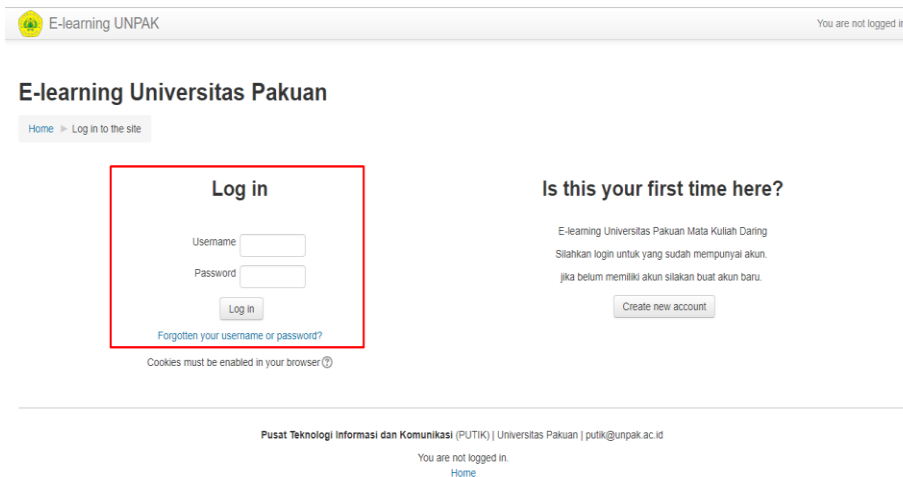 E-learning UNPAK
You are not logged in
E-learning Universitas Pakuan
Home ► Log in to the site
Log in
Username
Password
Log in
Forgotten your username or password?
Cookies must be enabled in your browser ?
Is this your first time here?
E-learning Universitas Pakuan Mata Kuliah Daring
Silahkan login untuk yang sudah mempunyai akun.
jika belum memiliki akun silakan buat akun baru.
Create new account
Pusat Teknologi Informasi dan Komunikasi (PUTIK) | Universitas Pakuan | putik@unpak.ac.id
You are not logged in.
Home